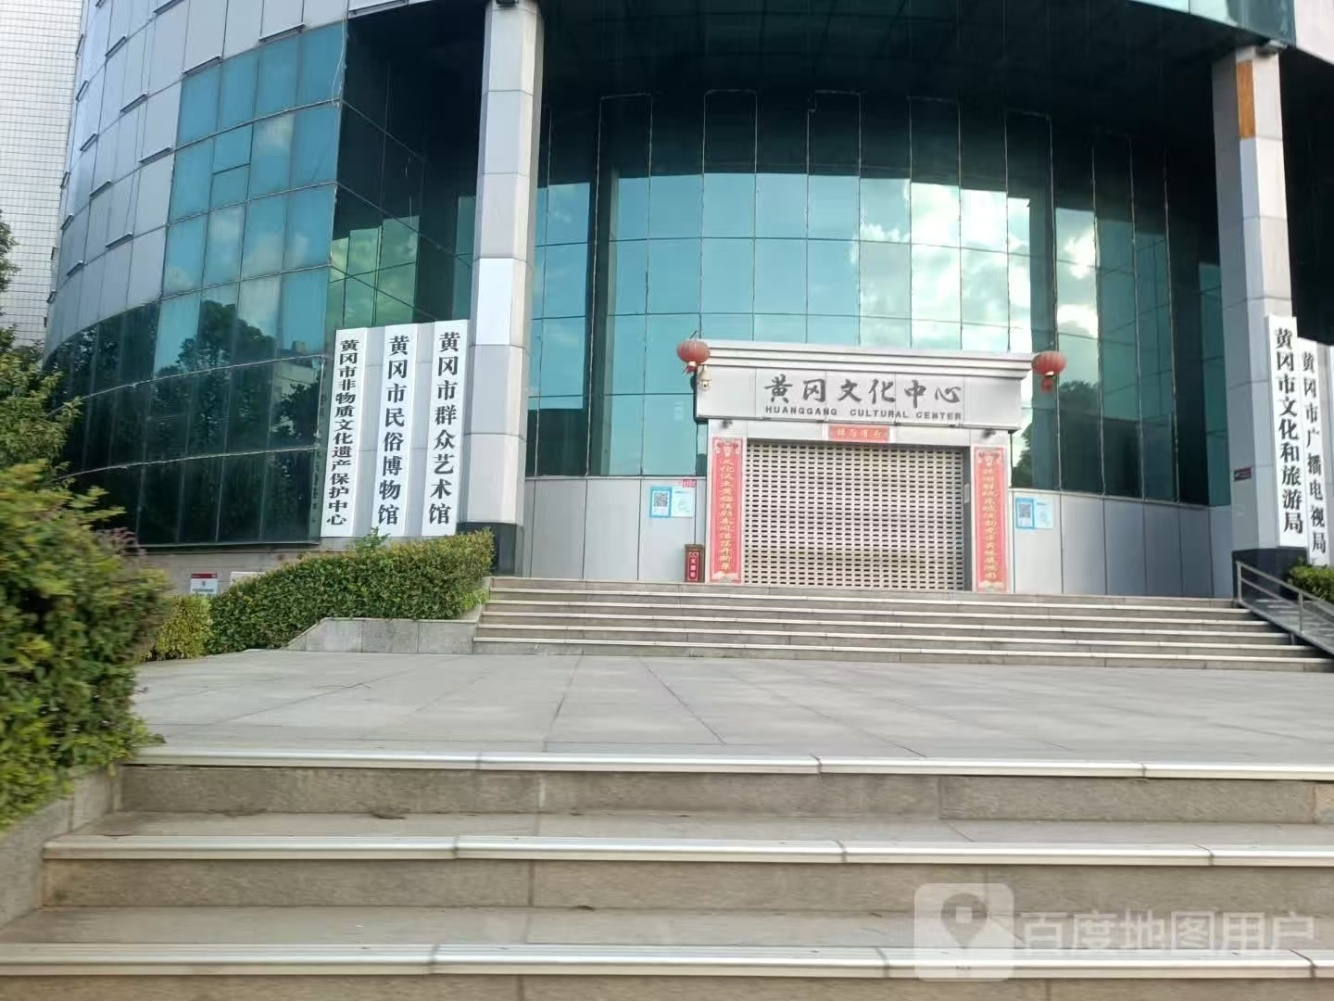 黄冈市非物质文化遗产保护中心
黄冈市民俗博物馆
黄冈市群众艺术馆
黄冈文化中心
HUANGGANG CULTURAL CENTER
黄冈市文化和旅游局
黄冈市广播电视局
百度地图用户